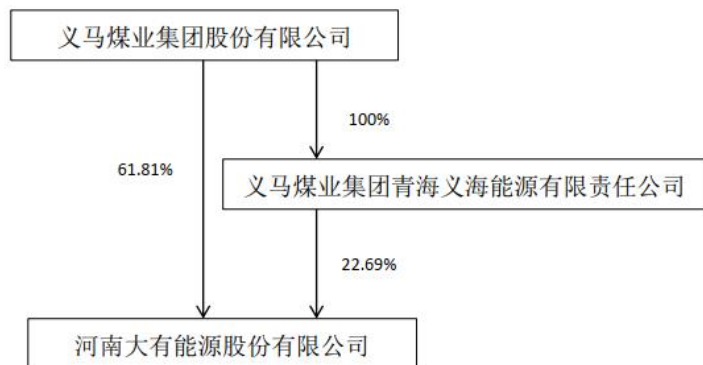 义马煤业集团股份有限公司
100%
61.81%
义马煤业集团青海义海能源有限责任公司
22.69%
河南大有能源股份有限公司